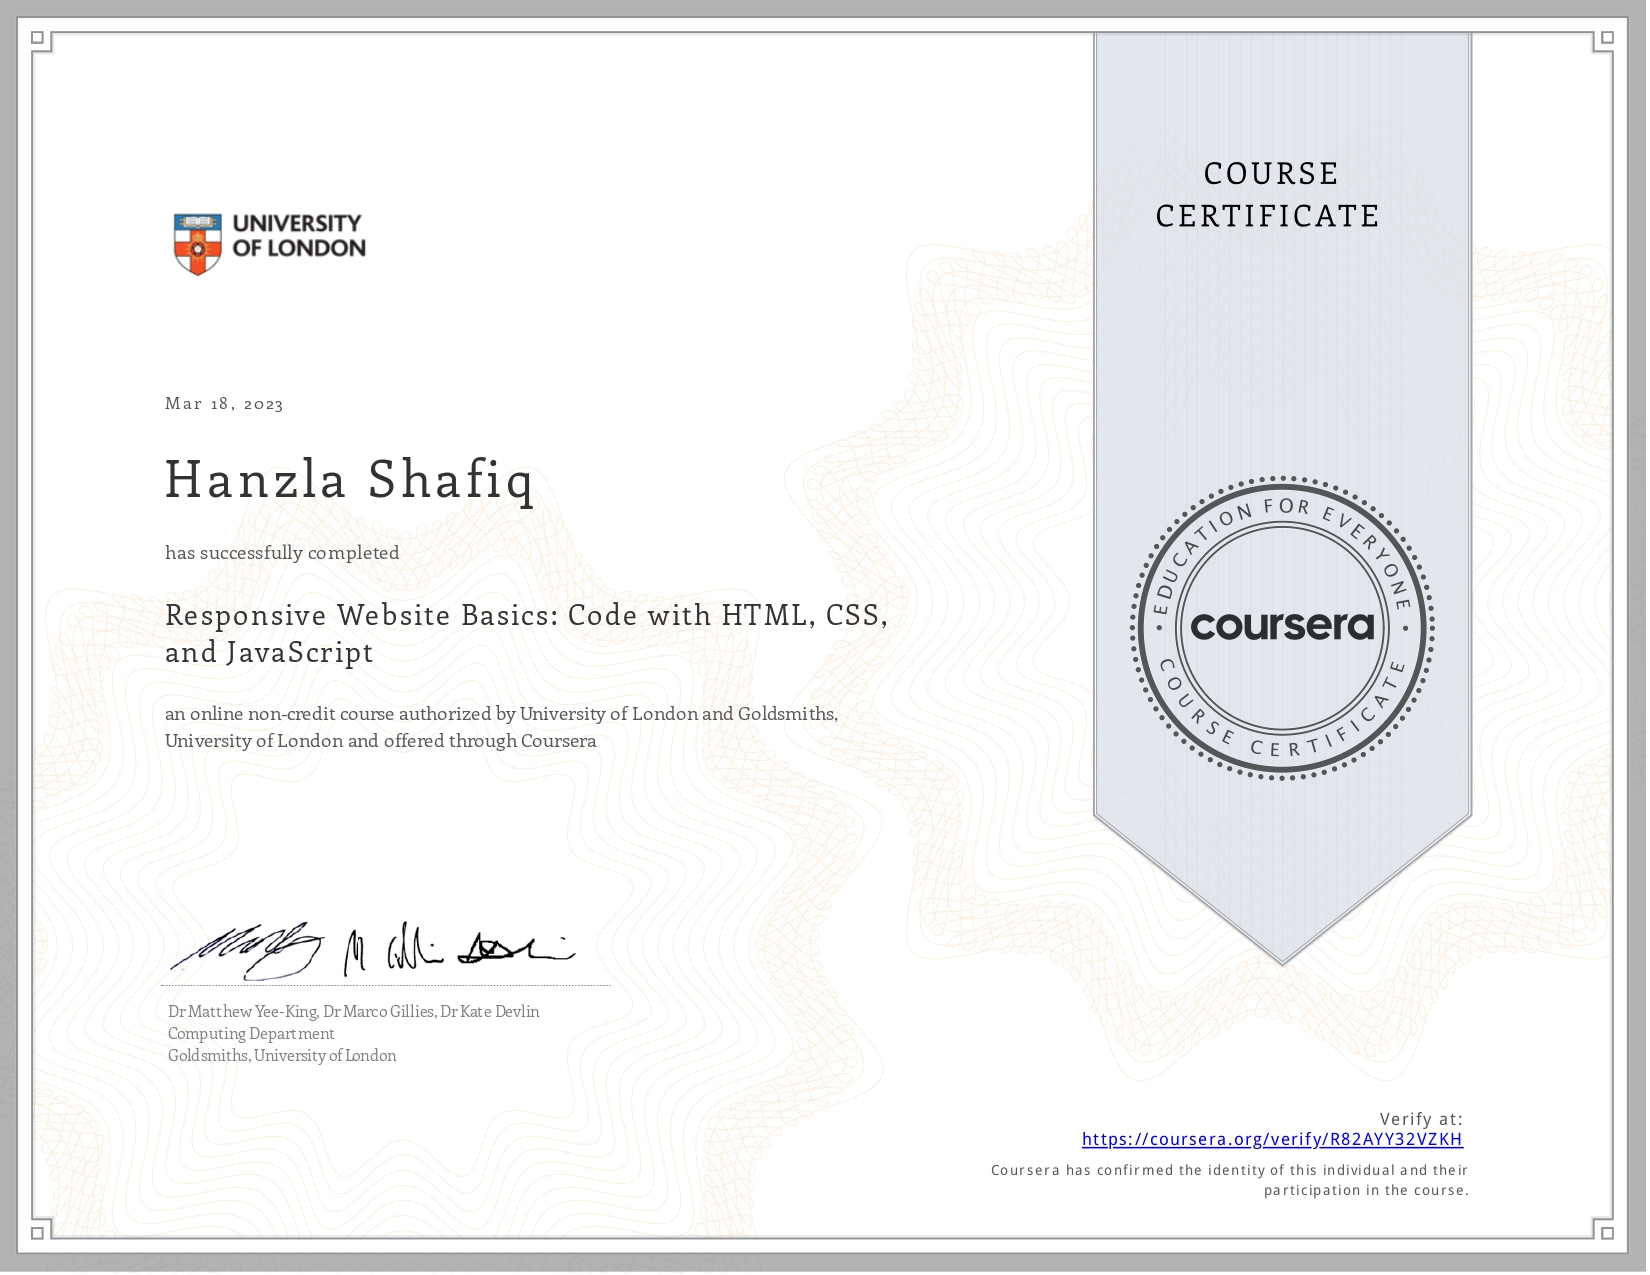 COURSE
CERTIFICATE
UNIVERSITY
OF LONDON
Mar 18, 2023
Hanzla Shafiq
has successfully completed
Responsive Website Basics: Code with HTML, CSS,
and JavaScript
an online non-credit course authorized by University of London and Goldsmiths,
University of London and offered through Coursera
EDUCATION FOR EVERYONE
coursera
COURSE CERTIFICATE
Dr Matthew Yee-King, Dr Marco Gillies, Dr Kate Devlin
Computing Department
Goldsmiths, University of London
Verify at:
https://coursera.org/verify/R82AYY32VZKH
Coursera has confirmed the identity of this individual and their
participation in the course.